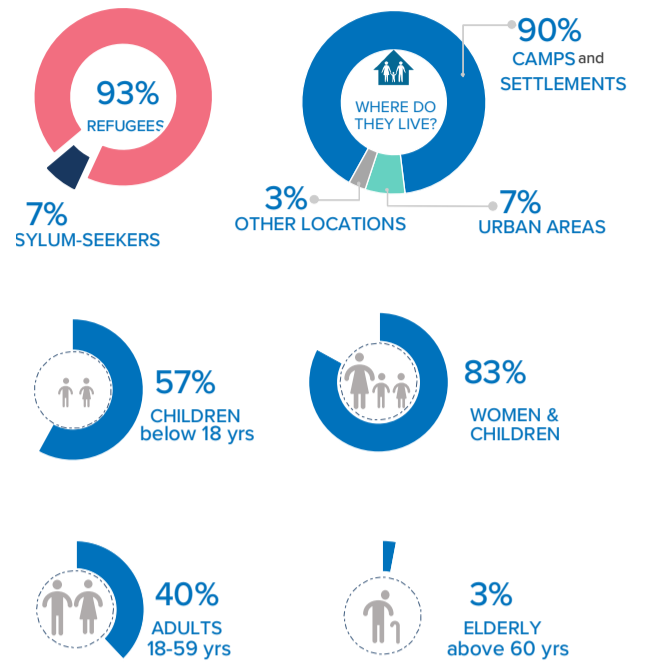 93%
REFUGEES
7%
SYLUM-SEEKERS
WHERE DO
THEY LIVE?
90%
CAMPS and
SETTLEMENTS
3%
OTHER LOCATIONS
7%
URBAN AREAS
57%
CHILDREN
below 18 yrs
83%
WOMEN &
CHILDREN
40%
ADULTS
18-59 yrs
3%
ELDERLY
above 60 yrs